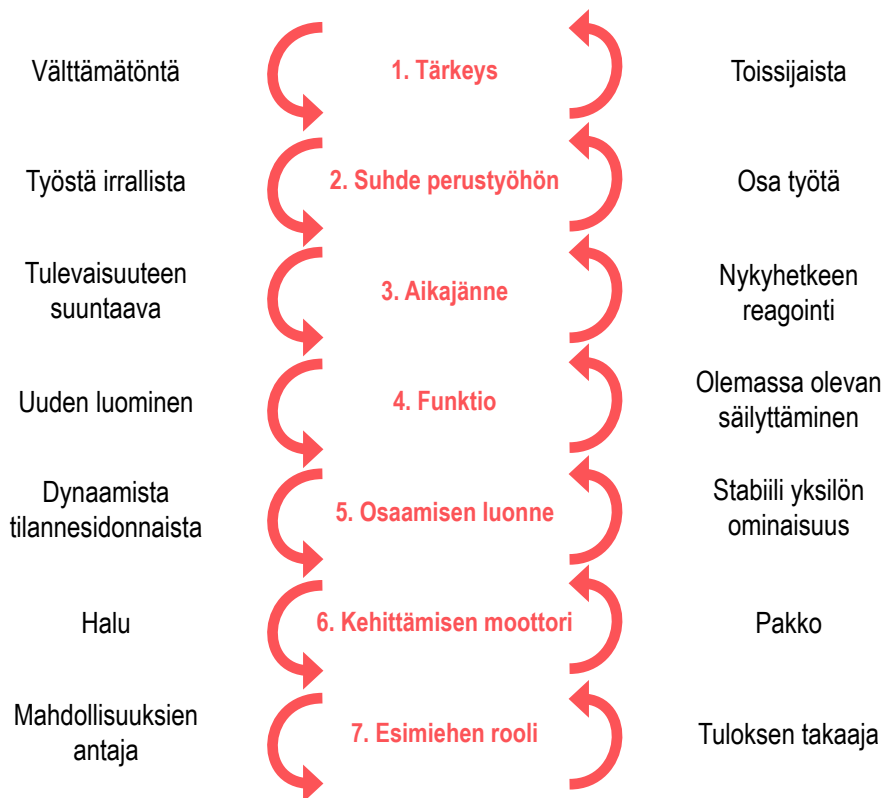 Välttämätöntä
1. Tärkeys
Toissijaista
Työstä irrallista
2. Suhde perustyöhön
Osa työtä
Tulevaisuuteen
suuntaava
3. Aikajänne
Nykyhetkeen
reagointi
Uuden luominen
4. Funktio
Olemassa olevan
säilyttäminen
Dynaamista
tilannesidonnaista
5. Osaamisen luonne
Stabiili yksilön
ominaisuus
Halu
6. Kehittämisen moottori
Pakko
Mahdollisuuksien
antaja
7. Esimiehen rooli
Tuloksen takaaja